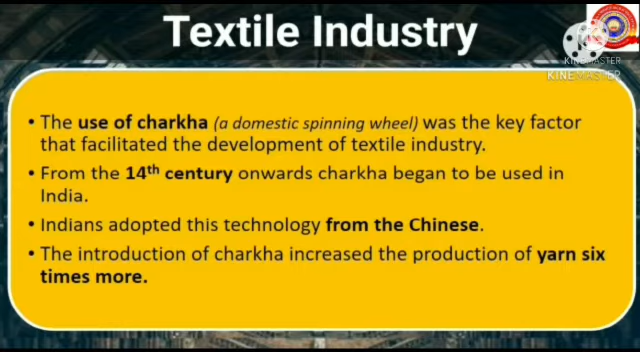 Textile Industry
KINEMASTER
KINEMASTER
• The use of charkha (a domestic spinning wheel) was the key factor
that facilitated the development of textile industry.
• From the 14th century onwards charkha began to be used in
India.
• Indians adopted this technology from the Chinese.
• The introduction of charkha increased the production of yarn six
times more.